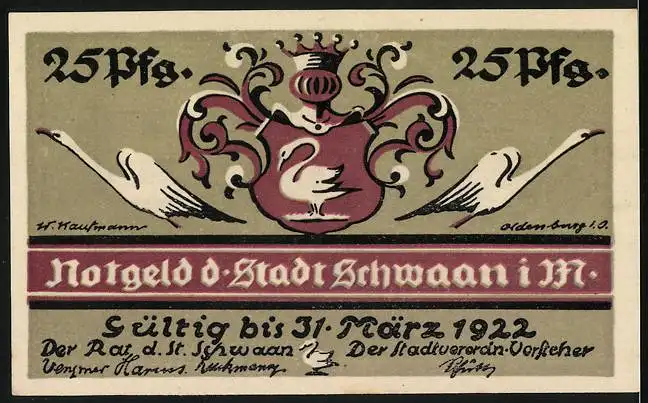 25 Pfg. 25 Pfg.
W. Kaufmann Oldenburg i. O.
Notgeld d. Stadt Schwaan i M.
Gültig bis 31. März 1922
Der Rat d. St. Schwaan Der Stadtverordn.-Vorsteher